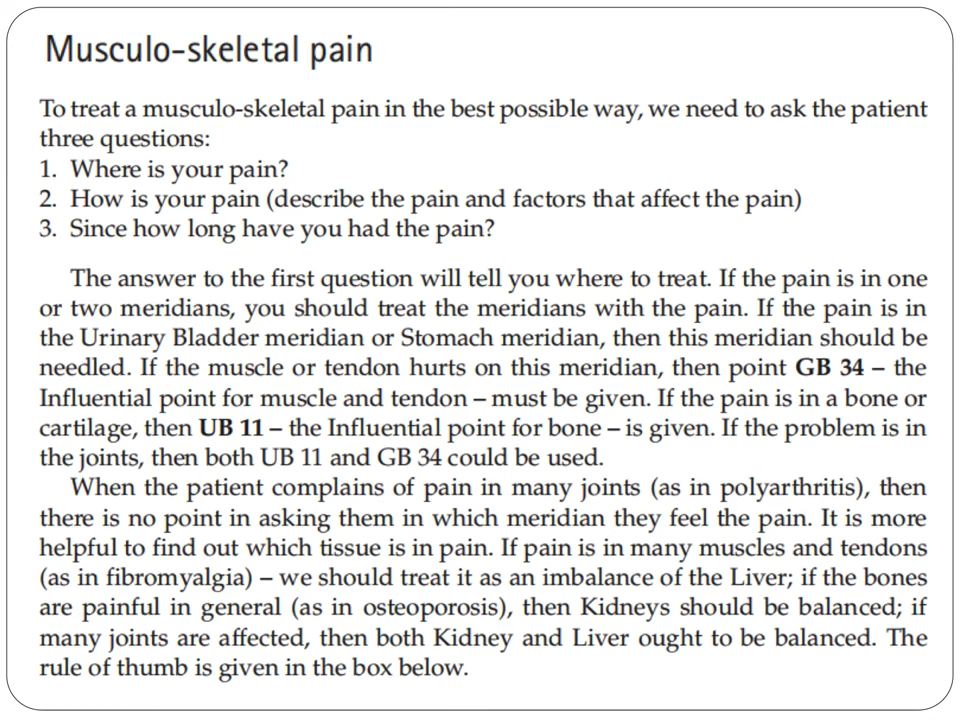 Musculo-skeletal pain
To treat a musculo-skeletal pain in the best possible way, we need to ask the patient
three questions:
1. Where is your pain?
2. How is your pain (describe the pain and factors that affect the pain)
3. Since how long have you had the pain?
The answer to the first question will tell you where to treat. If the pain is in one
or two meridians, you should treat the meridians with the pain. If the pain is in
the Urinary Bladder meridian or Stomach meridian, then this meridian should be
needled. If the muscle or tendon hurts on this meridian, then point GB 34 – the
Influential point for muscle and tendon – must be given. If the pain is in a bone or
cartilage, then UB 11 – the Influential point for bone – is given. If the problem is in
the joints, then both UB 11 and GB 34 could be used.
When the patient complains of pain in many joints (as in polyarthritis), then
there is no point in asking them in which meridian they feel the pain. It is more
helpful to find out which tissue is in pain. If pain is in many muscles and tendons
(as in fibromyalgia) – we should treat it as an imbalance of the Liver; if the bones
are painful in general (as in osteoporosis), then Kidneys should be balanced; if
many joints are affected, then both Kidney and Liver ought to be balanced. The
rule of thumb is given in the box below.